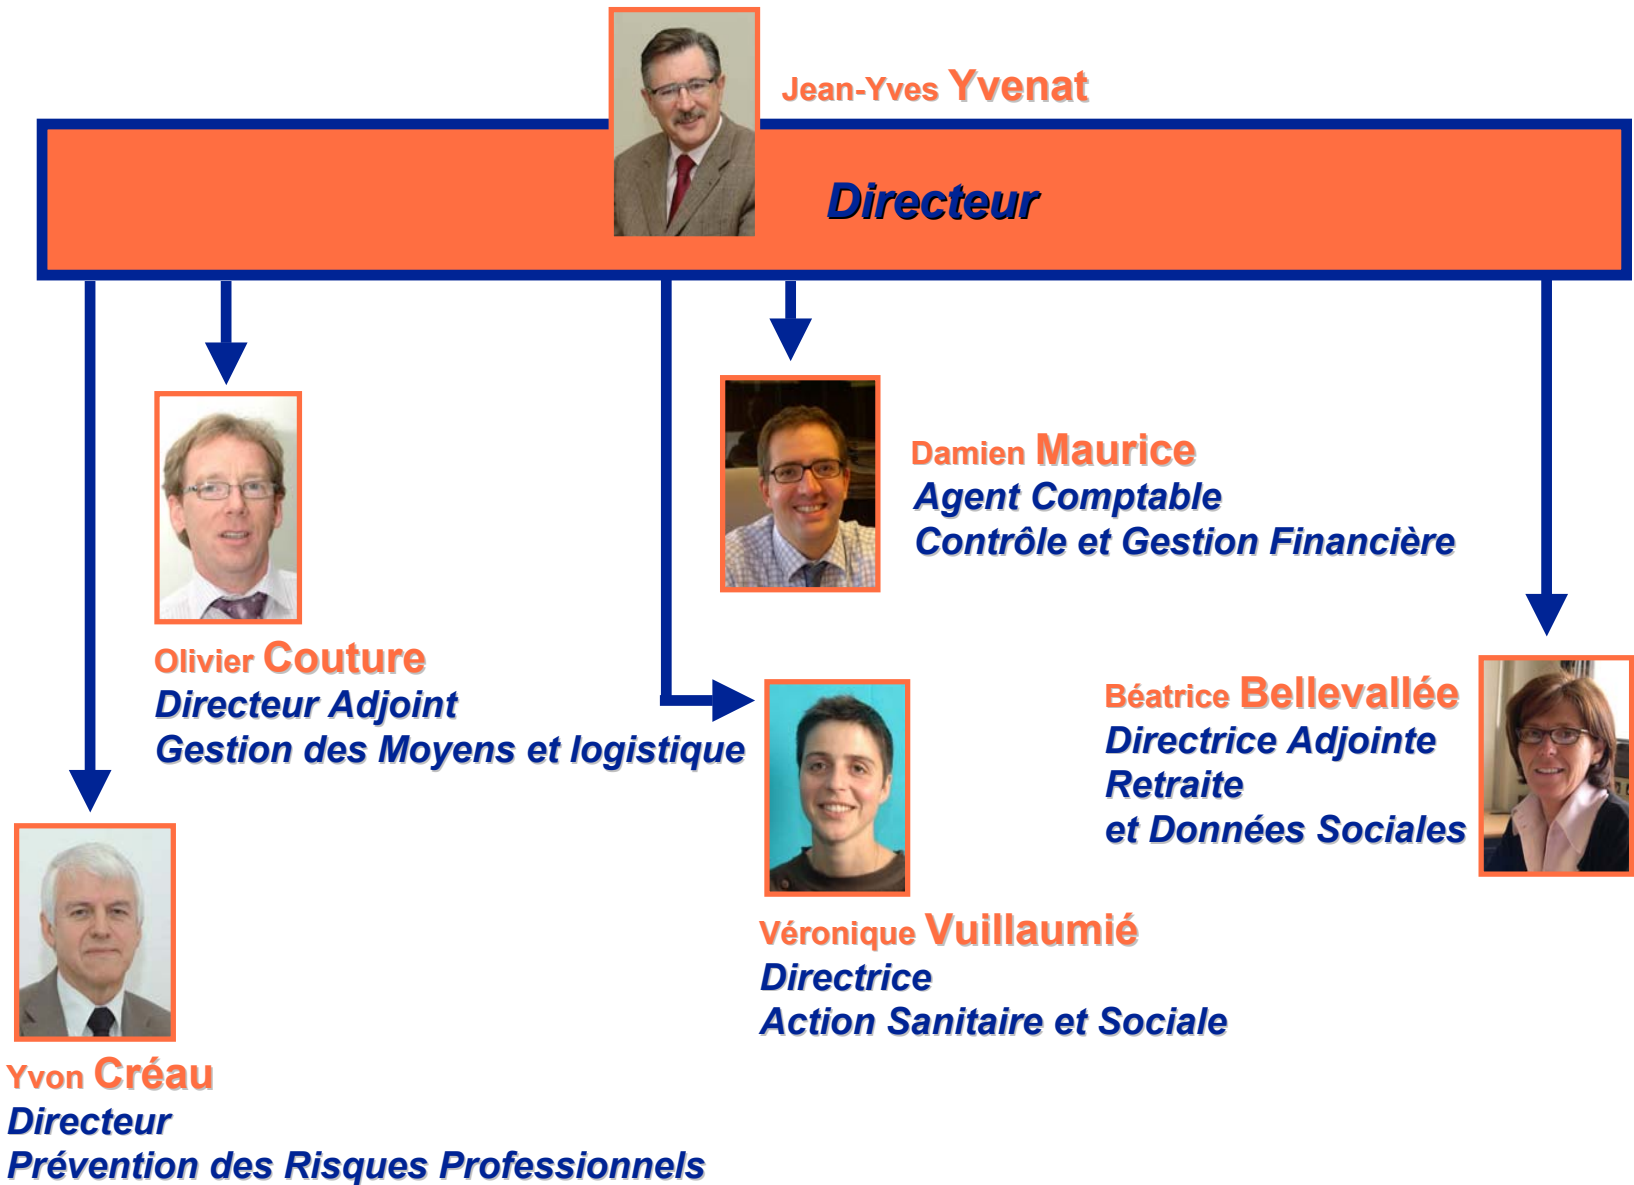 Jean-Yves Yvenat
Directeur
Damien Maurice
Agent Comptable
Contrôle et Gestion Financière
Olivier Couture
Directeur Adjoint
Gestion des Moyens et logistique
Béatrice Bellevallée
Directrice Adjointe
Retraite
et Données Sociales
Véronique Vuillaumié
Directrice
Action Sanitaire et Sociale
Yvon Créau
Directeur
Prévention des Risques Professionnels